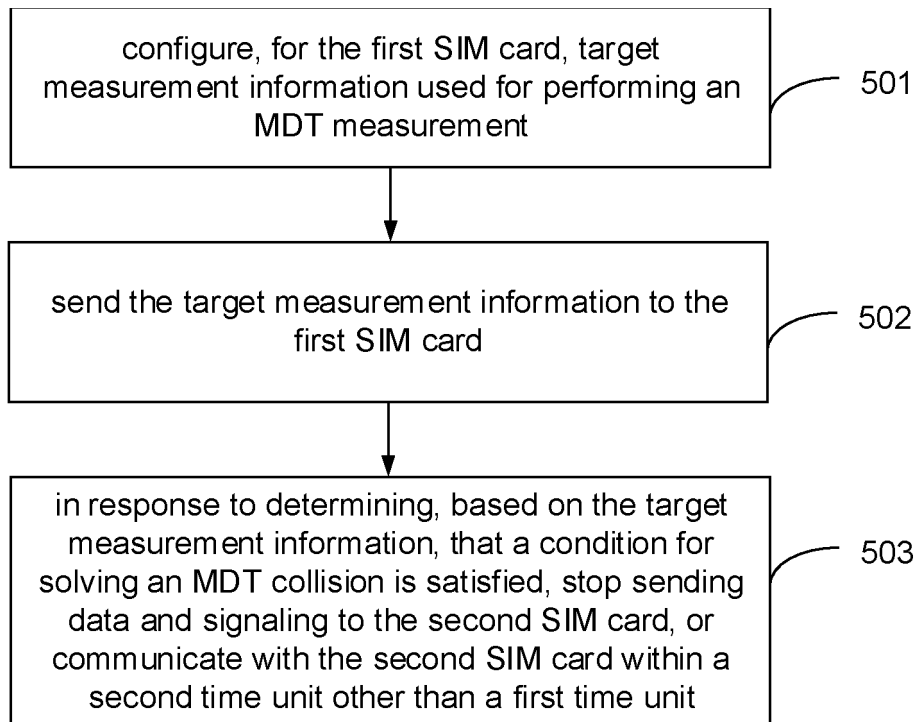 configure, for the first SIM card, target
measurement information used for performing an
MDT measurement
501
send the target measurement information to the
first SIM card
502
in response to determining, based on the target
measurement information, that a condition for
solving an MDT collision is satisfied, stop sending
data and signaling to the second SIM card, or
communicate with the second SIM card within a
second time unit other than a first time unit
503